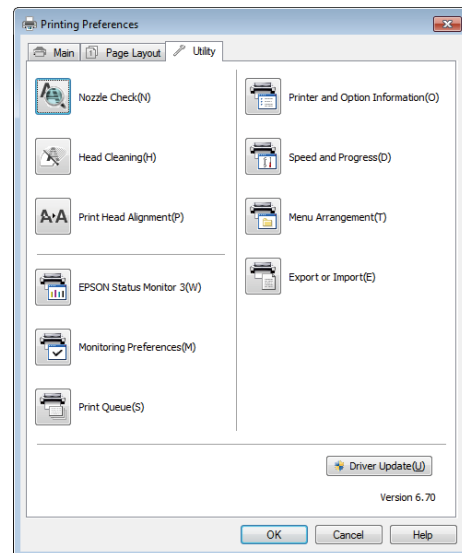 Printing Preferences
Main
Page Layout
Utility
Nozzle Check(N)
Head Cleaning(H)
Print Head Alignment(P)
EPSON Status Monitor 3(W)
Monitoring Preferences(M)
Print Queue(S)
Printer and Option Information(O)
Speed and Progress(D)
Menu Arrangement(T)
Export or Import(E)
Driver Update(U)
Version 6.70
OK
Cancel
Help